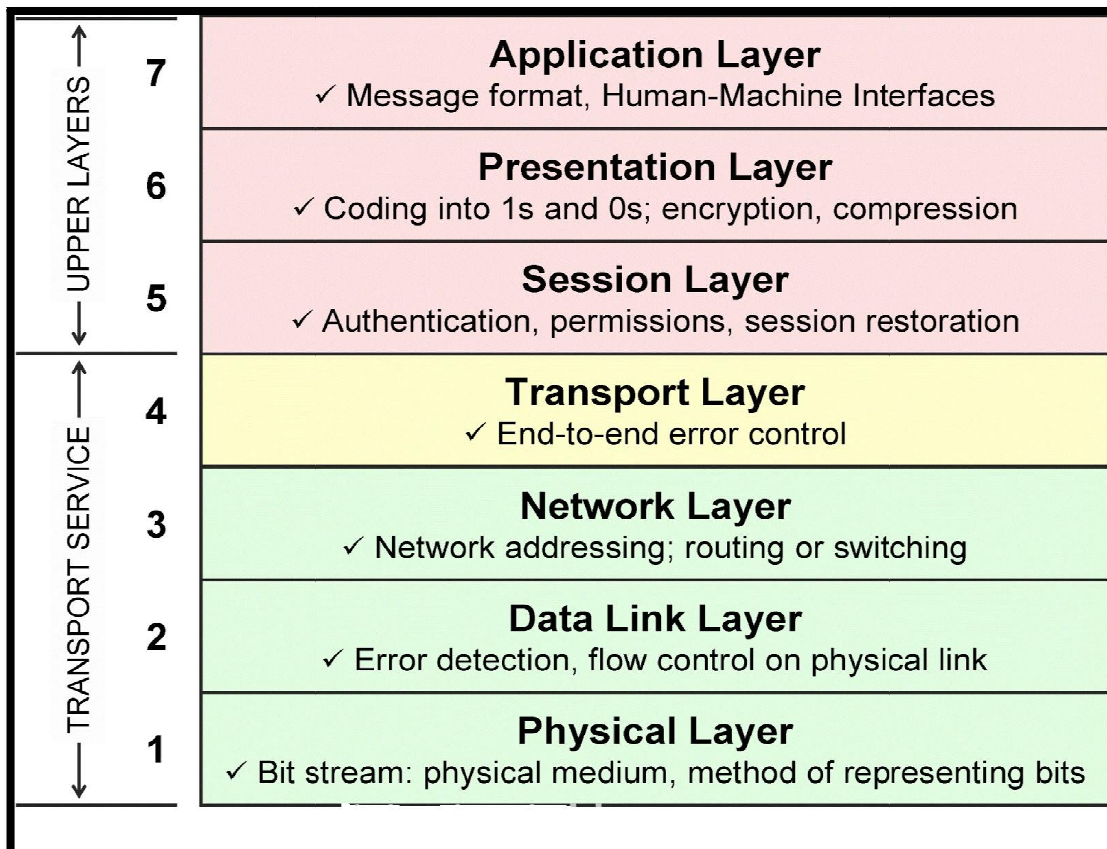 UPPER LAYERS
7
Application Layer
✓ Message format, Human-Machine Interfaces
6
Presentation Layer
✓ Coding into 1s and 0s; encryption, compression
5
Session Layer
✓ Authentication, permissions, session restoration
TRANSPORT SERVICE
4
Transport Layer
✓ End-to-end error control
3
Network Layer
✓ Network addressing; routing or switching
2
Data Link Layer
✓ Error detection, flow control on physical link
1
Physical Layer
✓ Bit stream: physical medium, method of representing bits